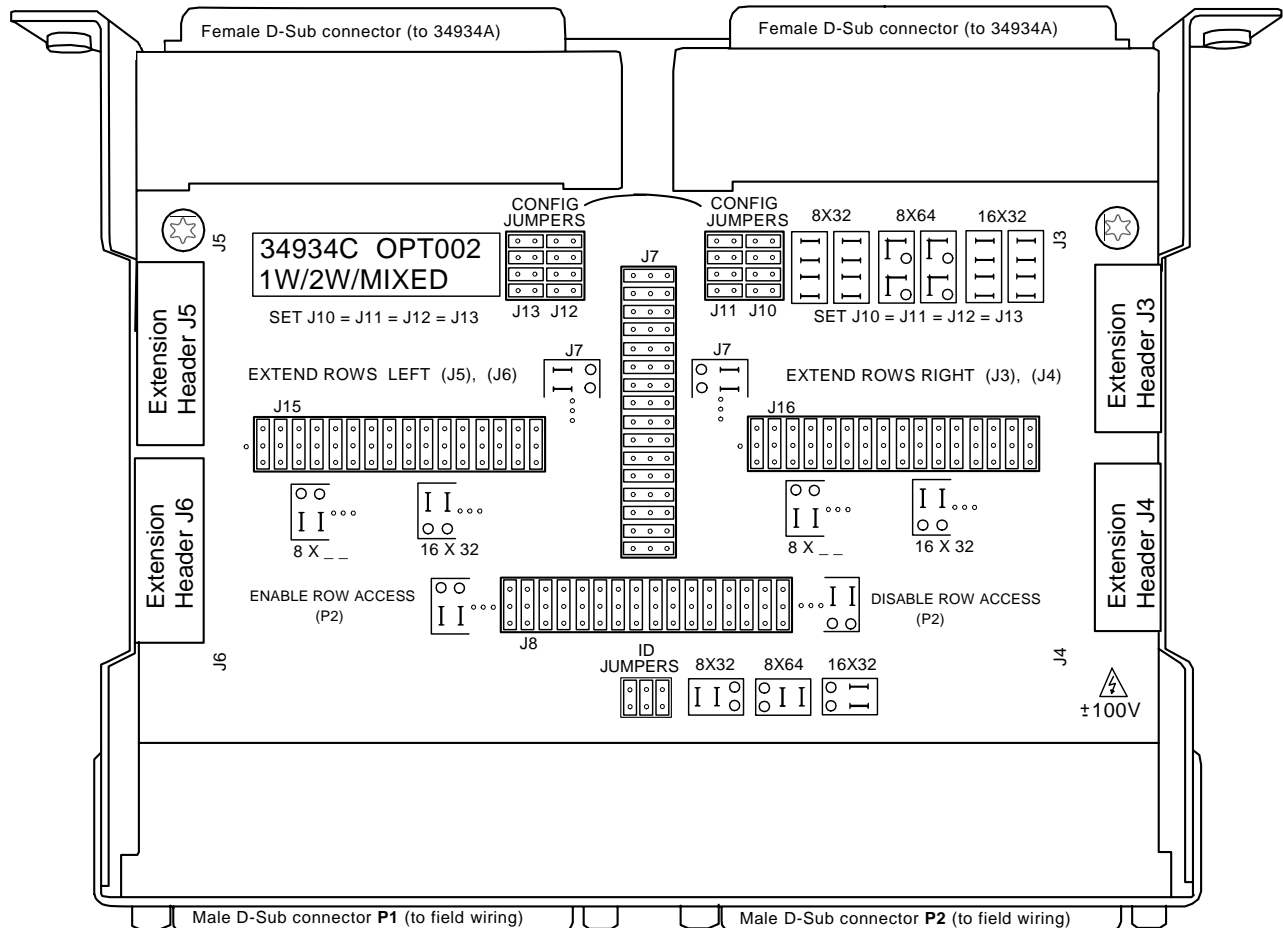 Female D-Sub connector (to 34934A)
Female D-Sub connector (to 34934A)
CONFIG
JUMPERS
CONFIG
JUMPERS
8X32
8X64
16X32
J5
J3
34934C OPT002
1W/2W/MIXED
J7
J13 J12
J11 J10
SET J10 = J11 = J12 = J13
SET J10 = J11 = J12 = J13
Extension
Header J5
Extension
Header J3
J7
J7
EXTEND ROWS LEFT (J5), (J6)
EXTEND ROWS RIGHT (J3), (J4)
J15
J16
Extension
Header J6
Extension
Header J4
8 X _ _
16 X 32
8 X _ _
16 X 32
ENABLE ROW ACCESS
(P2)
DISABLE ROW ACCESS
(P2)
J8
ID
JUMPERS
8X32
8X64
16X32
J6
J4
±100V
Male D-Sub connector P1 (to field wiring)
Male D-Sub connector P2 (to field wiring)